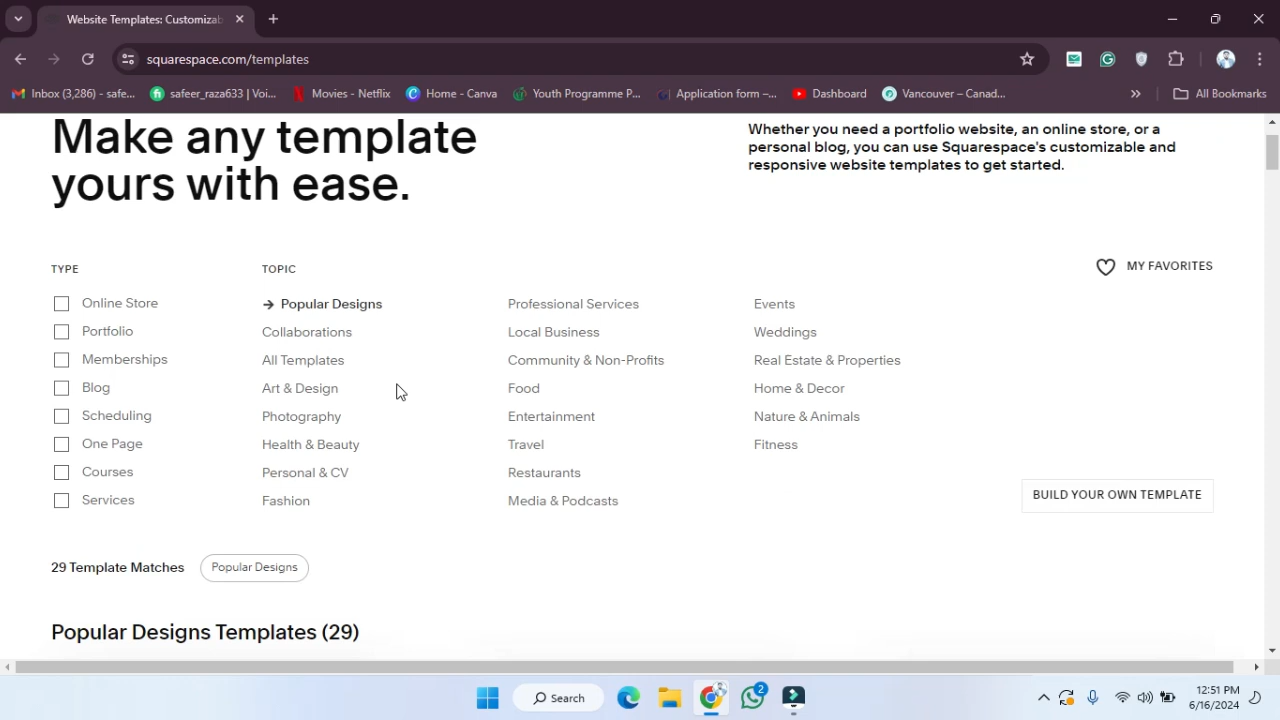 Website Templates: Customizab
squarespace.com/templates
Inbox (3,286) - safe...
safeer_raza633 | Voi...
Movies - Netflix
Home - Canva
Youth Programme P...
Application form –...
Dashboard
Vancouver – Canad...
All Bookmarks
Make any template
yours with ease.
Whether you need a portfolio website, an online store, or a
personal blog, you can use Squarespace's customizable and
responsive website templates to get started.
MY FAVORITES
TYPE
Online Store
Portfolio
Memberships
Blog
Scheduling
One Page
Courses
Services
TOPIC
Popular Designs
Collaborations
All Templates
Art & Design
Photography
Health & Beauty
Personal & CV
Fashion
Professional Services
Local Business
Community & Non-Profits
Food
Entertainment
Travel
Restaurants
Media & Podcasts
Events
Weddings
Real Estate & Properties
Home & Decor
Nature & Animals
Fitness
BUILD YOUR OWN TEMPLATE
29 Template Matches
Popular Designs
Popular Designs Templates (29)
Search
2
12:51 PM
6/16/2024